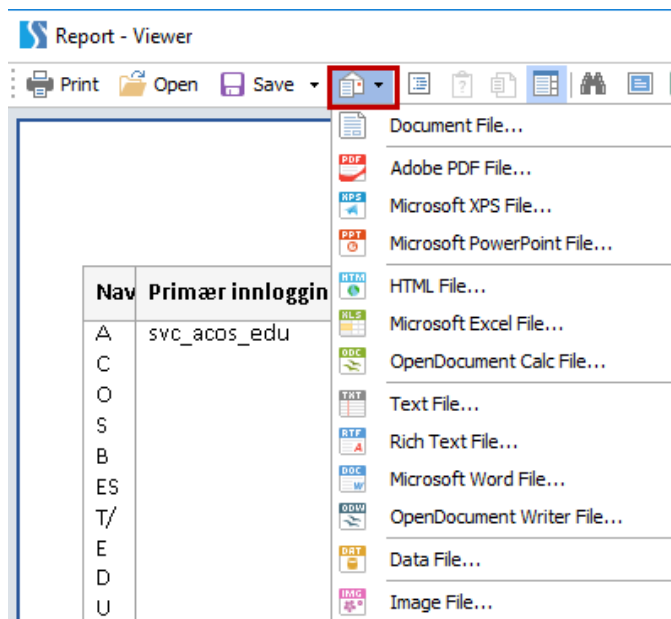 Report - Viewer
Print Open Save
Document File...
PDF Adobe PDF File...
XPS Microsoft XPS File...
PPT Microsoft PowerPoint File...
HTM HTML File...
XLS Microsoft Excel File...
ODC OpenDocument Calc File...
TXT Text File...
RTF Rich Text File...
DOC Microsoft Word File...
ODW OpenDocument Writer File...
DAT Data File...
IMG Image File...
Nav Primær innloggin
A svc_acos_edu
C
O
S
B
ES
T/
E
D
U